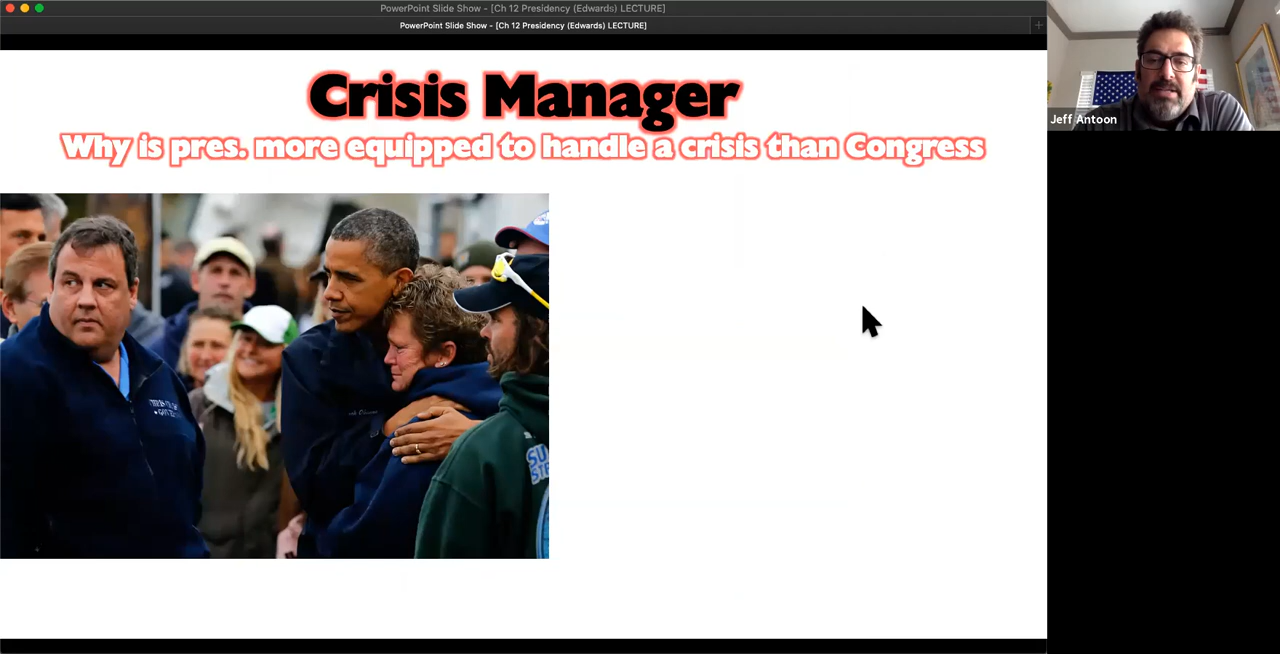 PowerPoint Slide Show - [Ch 12 Presidency (Edwards) LECTURE]
PowerPoint Slide Show - [Ch 12 Presidency (Edwards) LECTURE]
Crisis Manager
Why is pres. more equipped to handle a crisis than Congress
Jeff Antoon